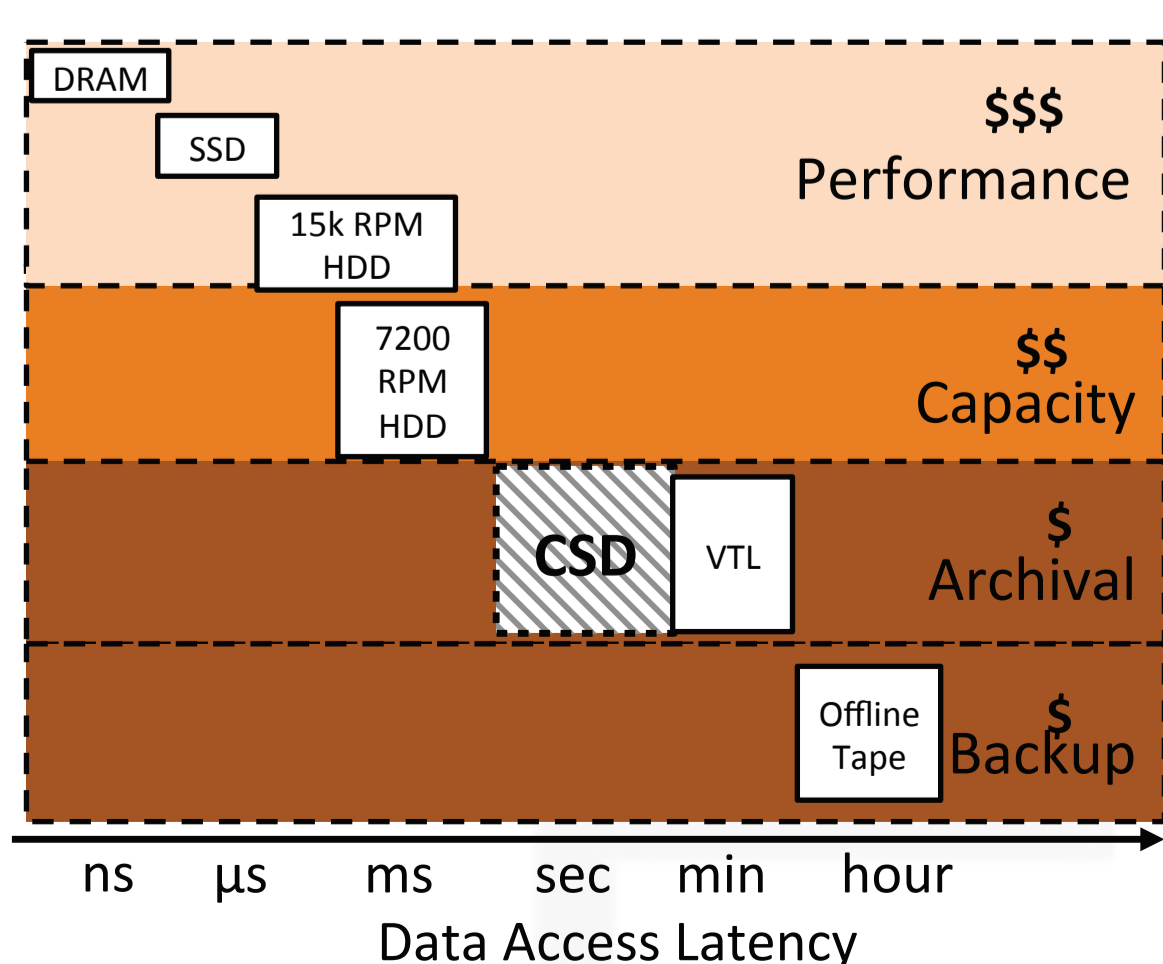 DRAM
SSD
15k RPM
HDD
$$$
Performance
7200
RPM
HDD
$$
Capacity
CSD
VTL
$
Archival
Offline
Tape
$
Backup
ns µs ms sec min hour
Data Access Latency